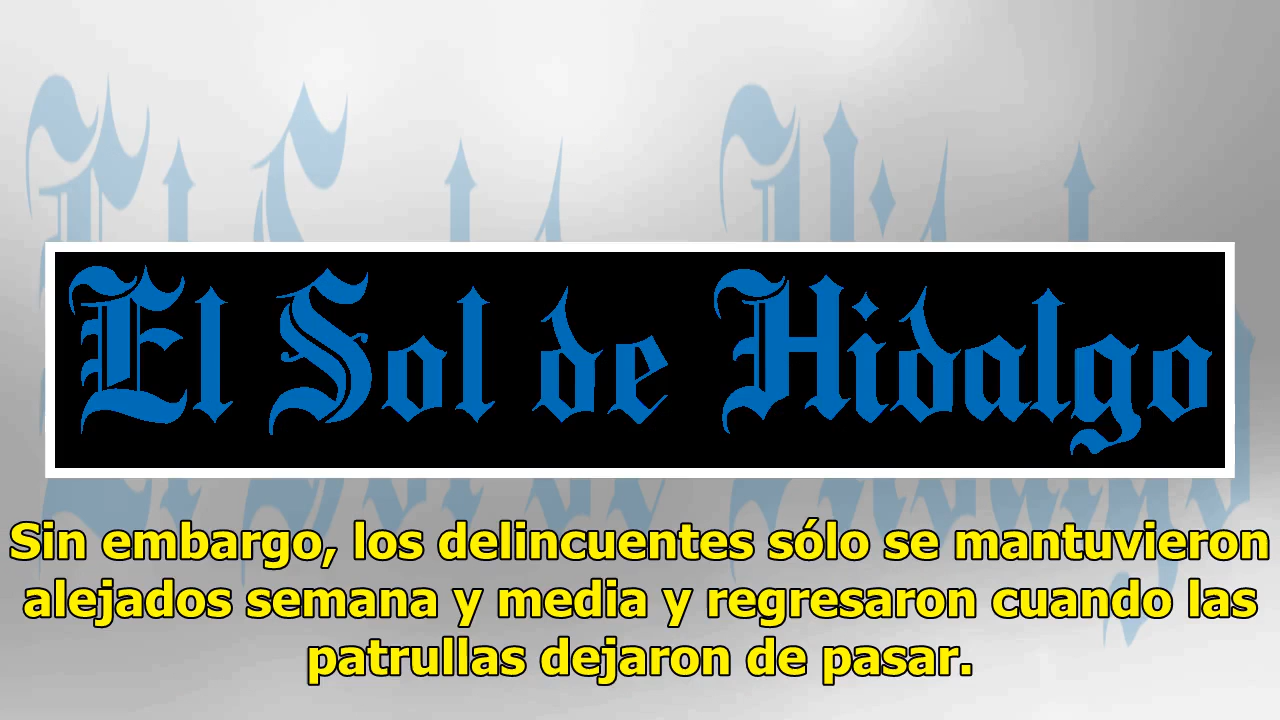 El Sol de Hidalgo
Sin embargo, los delincuentes sólo se mantuvieron
alejados semana y media y regresaron cuando las
patrullas dejaron de pasar.